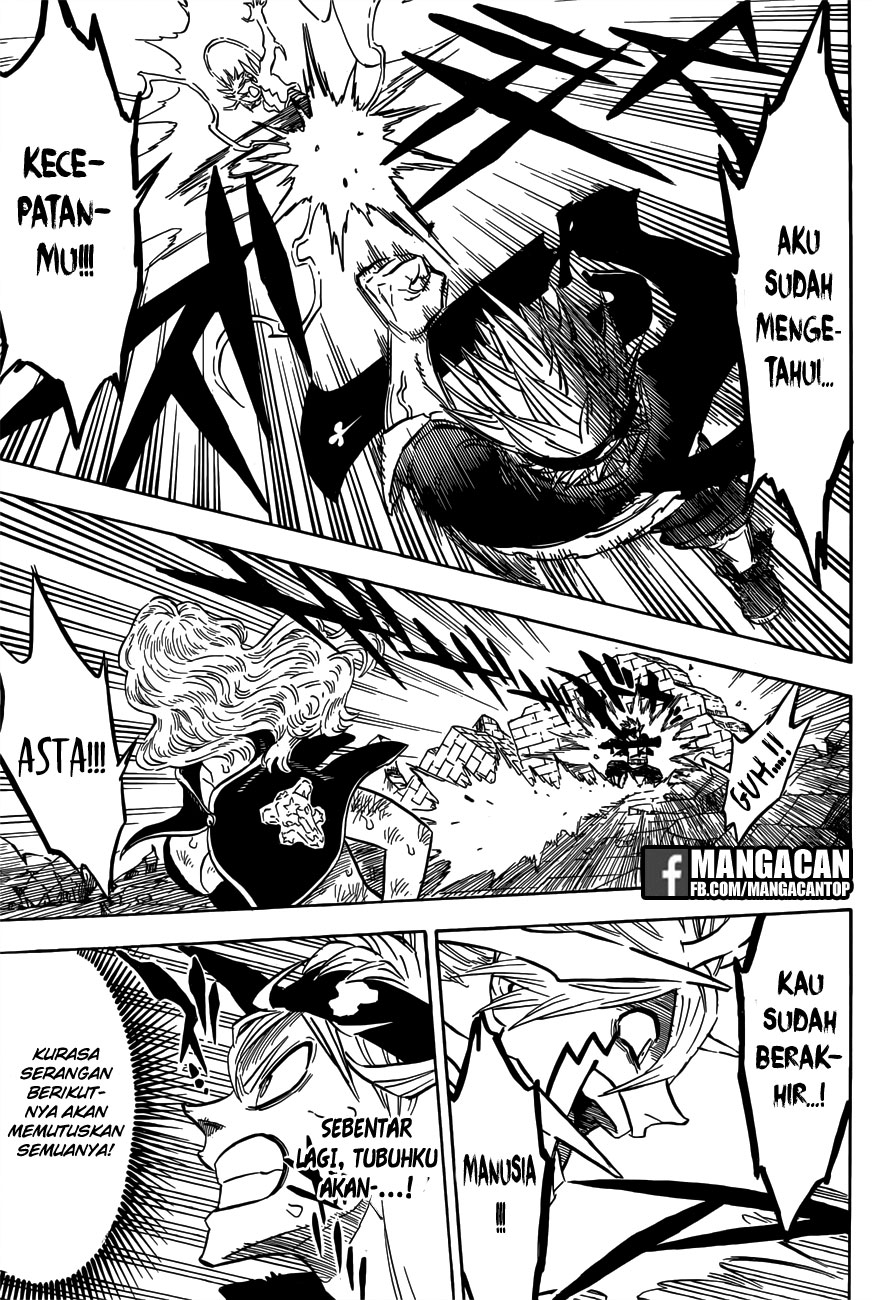 AKU
SUDAH
MENGE-
TAHUI...
KECE-
PATAN-
MU!!!
GUH....!!
ASTA!!!
MANGACAN
FB.COM/MANGACANTOP
KAU
SUDAH
BERAK-
HIR...!
MANUSIA
!!!
SEBENTAR
LAGI, TUBUHKU
AKAN-...!
KURASA
SERANGAN
BERIKUT-
NYA AKAN
MEMUTUSKAN
SEMUANYA!